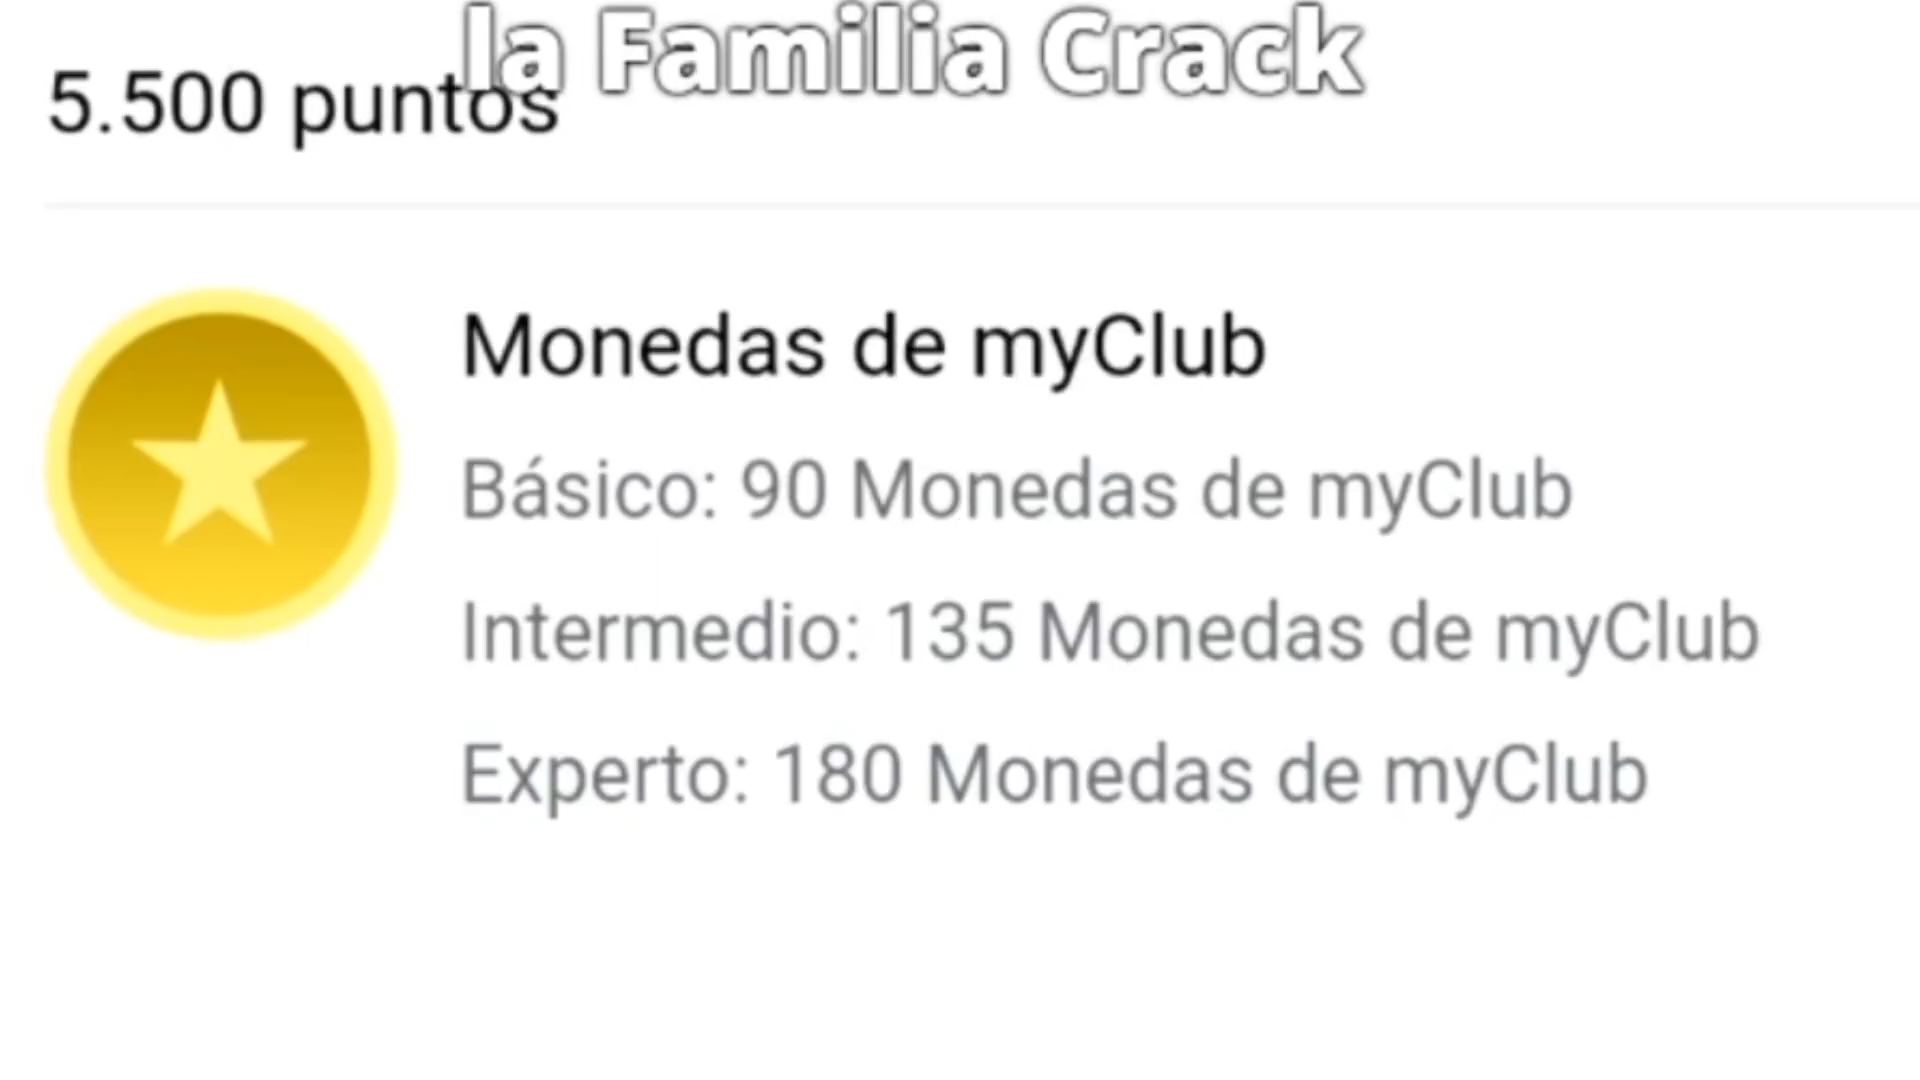 la Familia Crack
5.500 puntos
Monedas de myClub
Básico: 90 Monedas de myClub
Intermedio: 135 Monedas de myClub
Experto: 180 Monedas de myClub